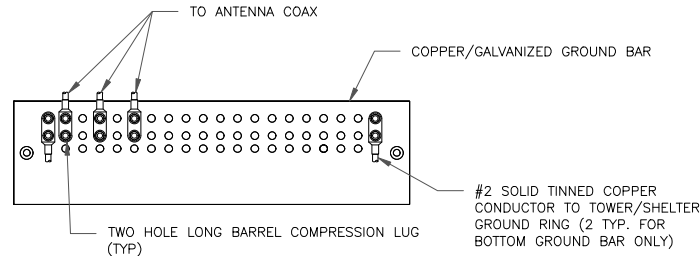 TO ANTENNA COAX
COPPER/GALVANIZED GROUND BAR
#2 SOLID TINNED COPPER
CONDUCTOR TO TOWER/SHELTER
GROUND RING (2 TYP. FOR
BOTTOM GROUND BAR ONLY)
TWO HOLE LONG BARREL COMPRESSION LUG
(TYP)